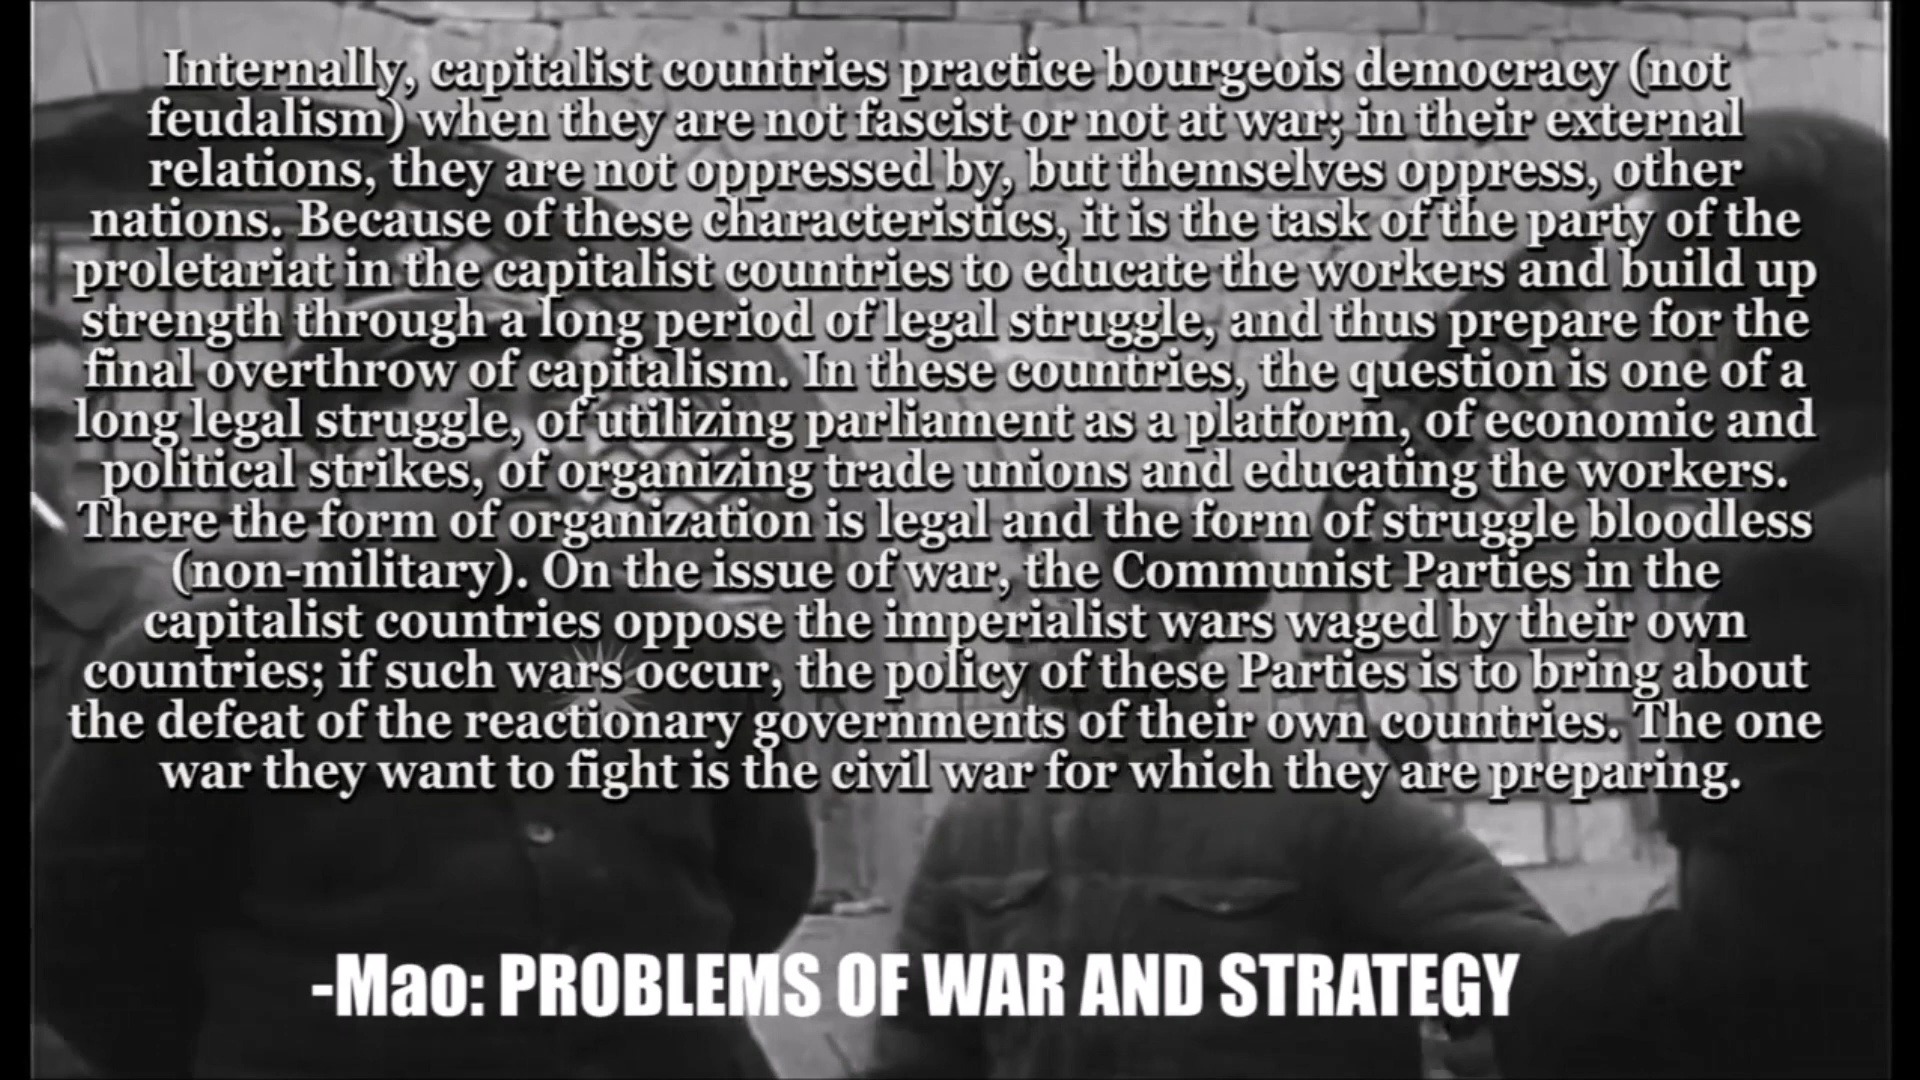 Internally, capitalist countries practice bourgeois democracy (not
feudalism) when they are not fascist or not at war; in their external
relations, they are not oppressed by, but themselves oppress, other
nations. Because of these characteristics, it is the task of the party of the
proletariat in the capitalist countries to educate the workers and build up
strength through a long period of legal struggle, and thus prepare for the
final overthrow of capitalism. In these countries, the question is one of a
long legal struggle, of utilizing parliament as a platform, of economic and
political strikes, of organizing trade unions and educating the workers.
There the form of organization is legal and the form of struggle bloodless
(non-military). On the issue of war, the Communist Parties in the
capitalist countries oppose the imperialist wars waged by their own
countries; if such wars occur, the policy of these Parties is to bring about
the defeat of the reactionary governments of their own countries. The one
war they want to fight is the civil war for which they are preparing.
-Mao: PROBLEMS OF WAR AND STRATEGY